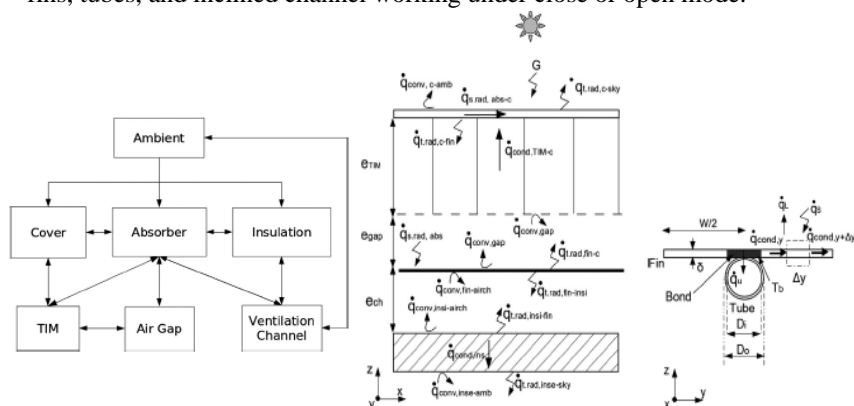 fins, tubes, and inclined channel working under close or open mode.
Ambient
Cover
Absorber
Insulation
TIM
Air Gap
Ventilation
Channel
G
q̇conv, c-amb
q̇s.rad, abs-c
q̇t,rad,c-sky
q̇t,rad,c-fin
q̇cond,TIM-c
eTIM
egap
ech
q̇s,rad, abs
q̇conv,gap
q̇conv,gap
q̇t,rad,fin-c
q̇conv,fin-airch
q̇t,rad,fin-insi
q̇conv,insi-airch
q̇t,rad,insi-fin
q̇cond,ins
q̇conv,inse-amb
q̇t.rad,inse-sky
z
x
y
W/2
q̇L
q̇s
q̇cond,y
q̇cond,y+Δy
Fin
δ
q̇u
Δy
Bond
Tb
Tube
Di
Do
z
x
y